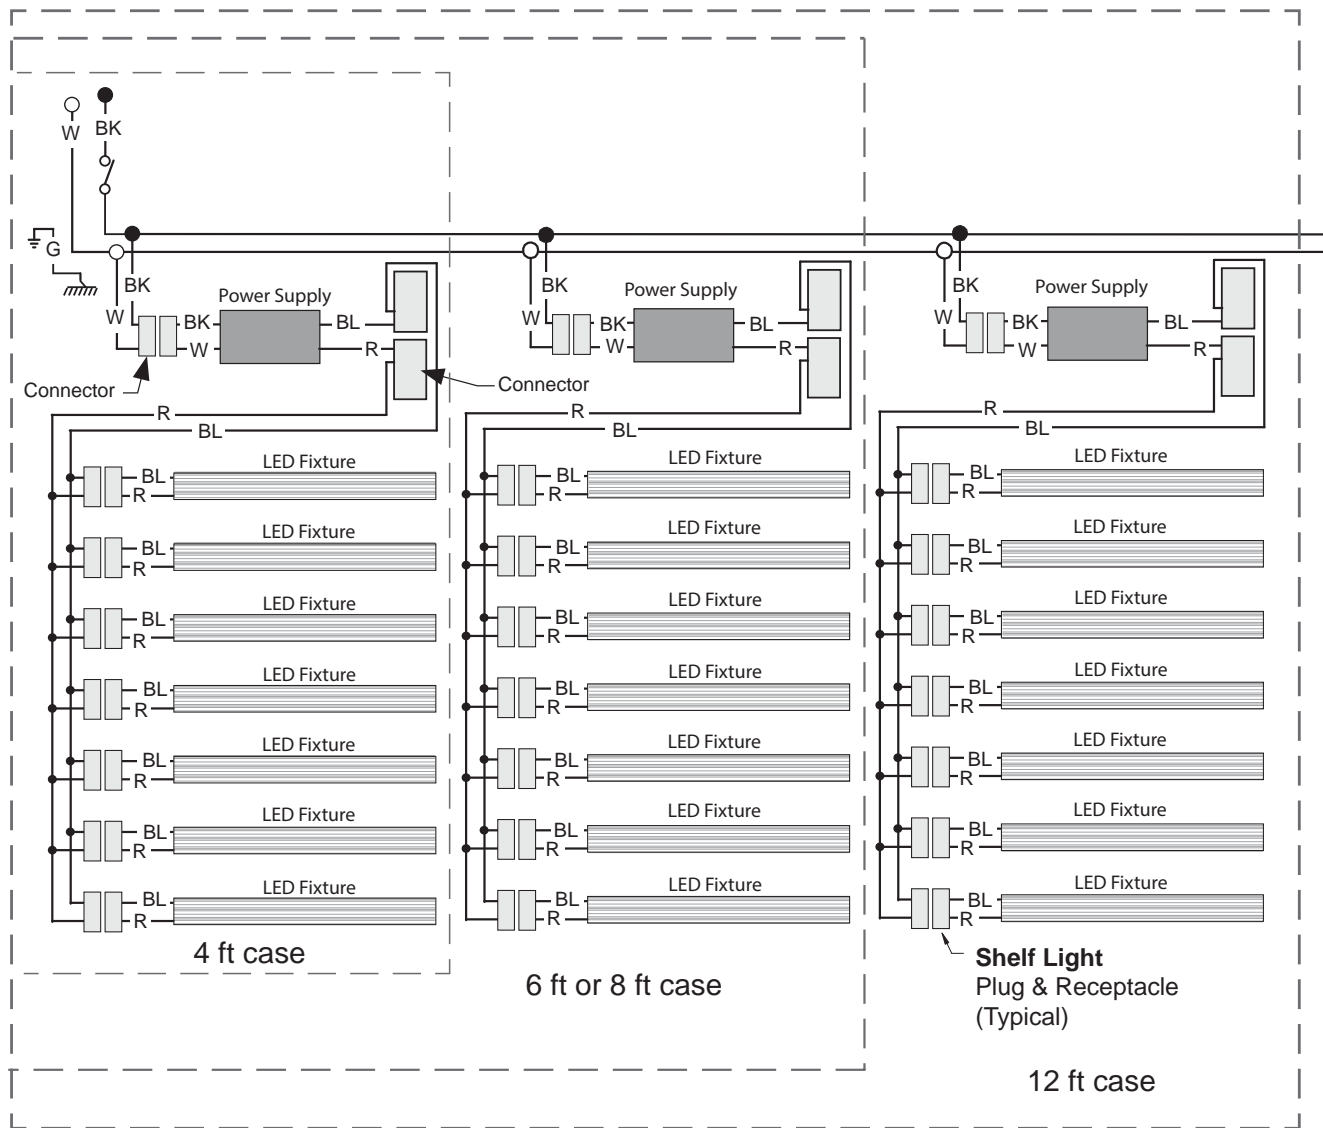 W
BK
G
BK
W
Power Supply
BK
BL
W
R
Connector
Connector
R
BL
LED Fixture
BL
R
LED Fixture
BL
R
LED Fixture
BL
R
LED Fixture
BL
R
LED Fixture
BL
R
LED Fixture
BL
R
LED Fixture
BL
R
4 ft case
BK
W
Power Supply
BK
BL
W
R
R
BL
LED Fixture
BL
R
LED Fixture
BL
R
LED Fixture
BL
R
LED Fixture
BL
R
LED Fixture
BL
R
LED Fixture
BL
R
LED Fixture
BL
R
6 ft or 8 ft case
BK
W
Power Supply
BK
BL
W
R
R
BL
LED Fixture
BL
R
LED Fixture
BL
R
LED Fixture
BL
R
LED Fixture
BL
R
LED Fixture
BL
R
LED Fixture
BL
R
LED Fixture
BL
R
Shelf Light
Plug & Receptacle
(Typical)
12 ft case